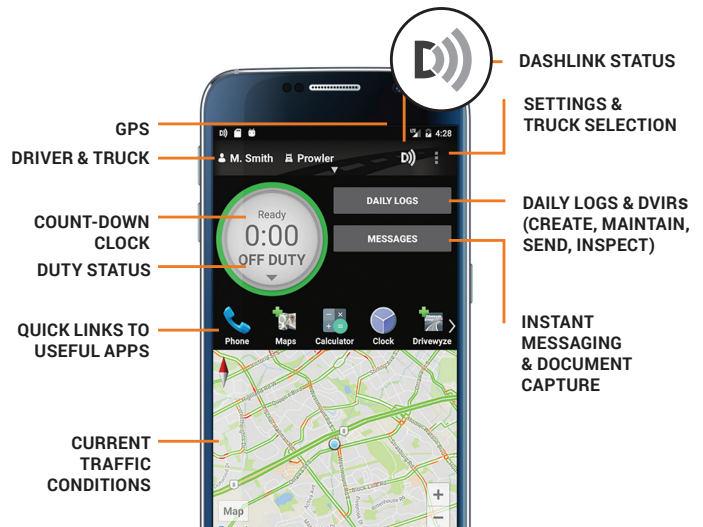 DASHLINK STATUS
SETTINGS &
TRUCK SELECTION
GPS
DRIVER & TRUCK
4:28
M. Smith
Prowler
D
DAILY LOGS
MESSAGES
Ready
0:00
OFF DUTY
DAILY LOGS & DVIRs
(CREATE, MAINTAIN,
SEND, INSPECT)
COUNT-DOWN
CLOCK
DUTY STATUS
QUICK LINKS TO
USEFUL APPS
Phone
Maps
Calculator
Clock
Drivewyze
INSTANT
MESSAGING
& DOCUMENT
CAPTURE
CURRENT
TRAFFIC
CONDITIONS
8
8
Map
+
−